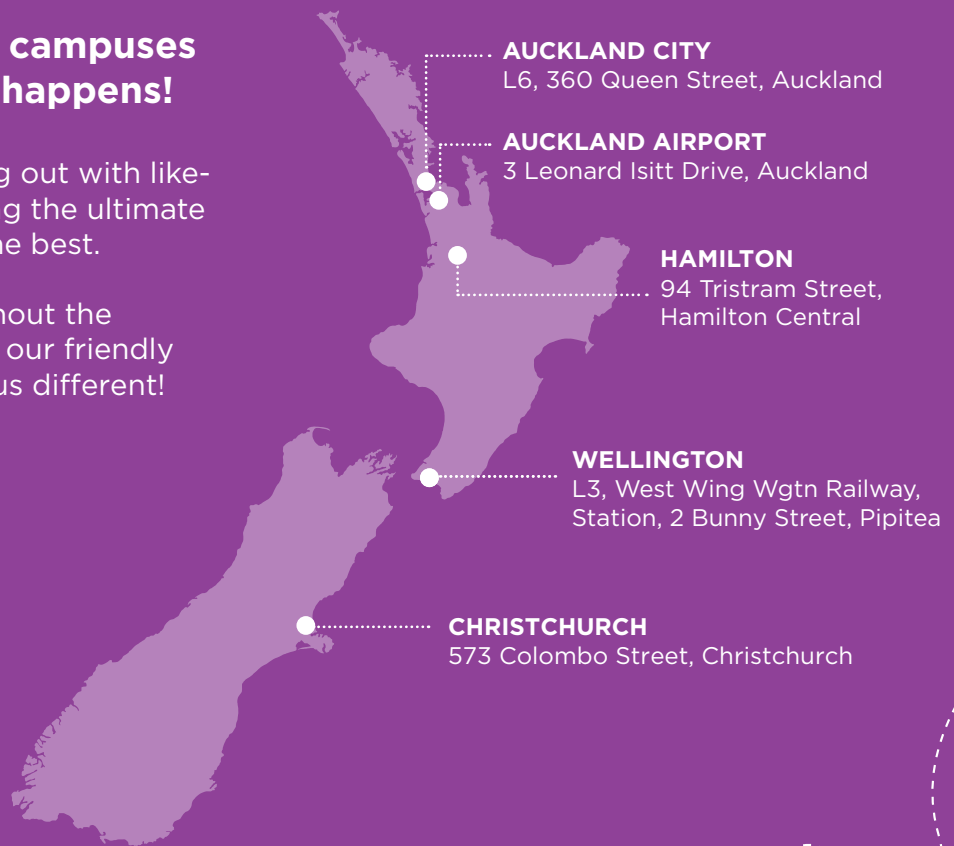 campuses
happens!
g out with like-
g the ultimate
ne best.
nout the
our friendly
us different!
AUCKLAND CITY
L6, 360 Queen Street, Auckland
AUCKLAND AIRPORT
3 Leonard Isitt Drive, Auckland
HAMILTON
94 Tristram Street,
Hamilton Central
WELLINGTON
L3, West Wing Wgtn Railway,
Station, 2 Bunny Street, Pipitea
CHRISTCHURCH
573 Colombo Street, Christchurch